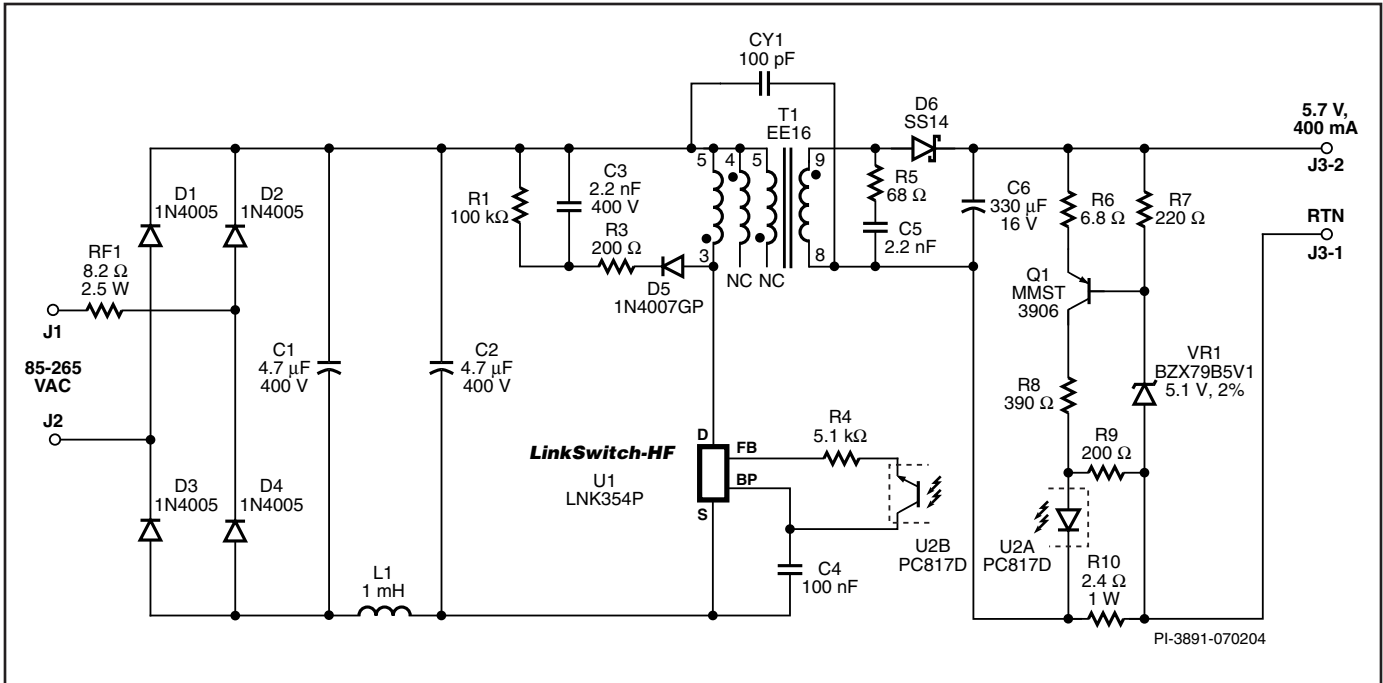 CY1
100 pF
T1
EE16
D6
SS14
5.7 V,
400 mA
J3-2
RTN
J3-1
D1
1N4005
D2
1N4005
RF1
8.2 Ω
2.5 W
J1
85-265
VAC
J2
C1
4.7 µF
400 V
C2
4.7 µF
400 V
R1
100 kΩ
C3
2.2 nF
400 V
R3
200 Ω
D5
1N4007GP
5
4
5
3
NC
NC
9
8
R5
68 Ω
C5
2.2 nF
C6
330 µF
16 V
R6
6.8 Ω
R7
220 Ω
Q1
MMST
3906
VR1
BZX79B5V1
5.1 V, 2%
R8
390 Ω
R9
200 Ω
LinkSwitch-HF
U1
LNK354P
D
FB
BP
S
R4
5.1 kΩ
U2B
PC817D
U2A
PC817D
R10
2.4 Ω
1 W
D3
1N4005
D4
1N4005
L1
1 mH
C4
100 nF
PI-3891-070204